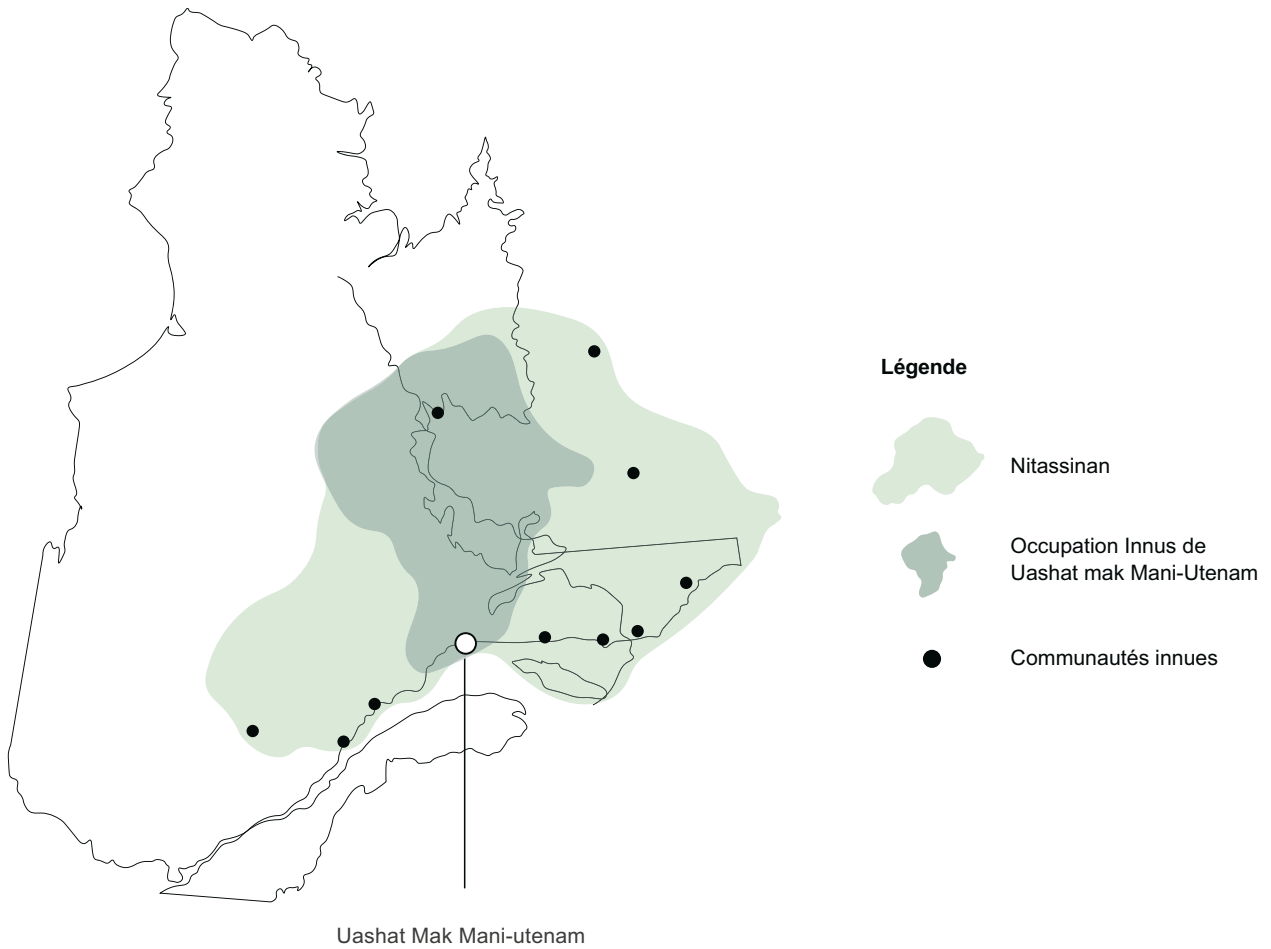 Légende
Nitassinan
Occupation Innus de
Uashat mak Mani-Utenam
Communautés innues
Uashat Mak Mani-utenam